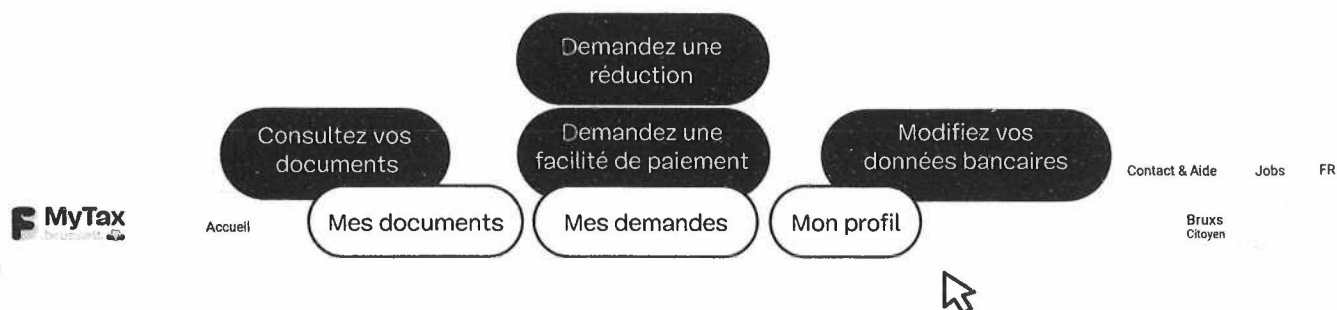 Demandez une
réduction
Consultez vos
documents
Demandez une
facilité de paiement
Modifiez vos
données bancaires
Contact & Aide
Jobs
FR
MyTax
.brussels
Accueil
Mes documents
Mes demandes
Mon profil
Bruxs
Citoyen